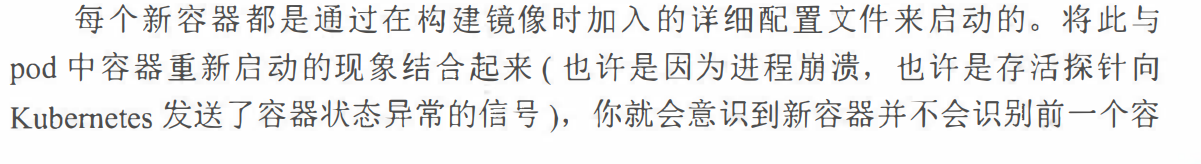 每个新容器都是通过在构建镜像时加入的详细配置文件来启动的。将此与
pod 中容器重新启动的现象结合起来 ( 也许是因为进程崩溃，也许是存活探针向
Kubernetes 发送了容器状态异常的信号 )，你就会意识到新容器并不会识别前一个容